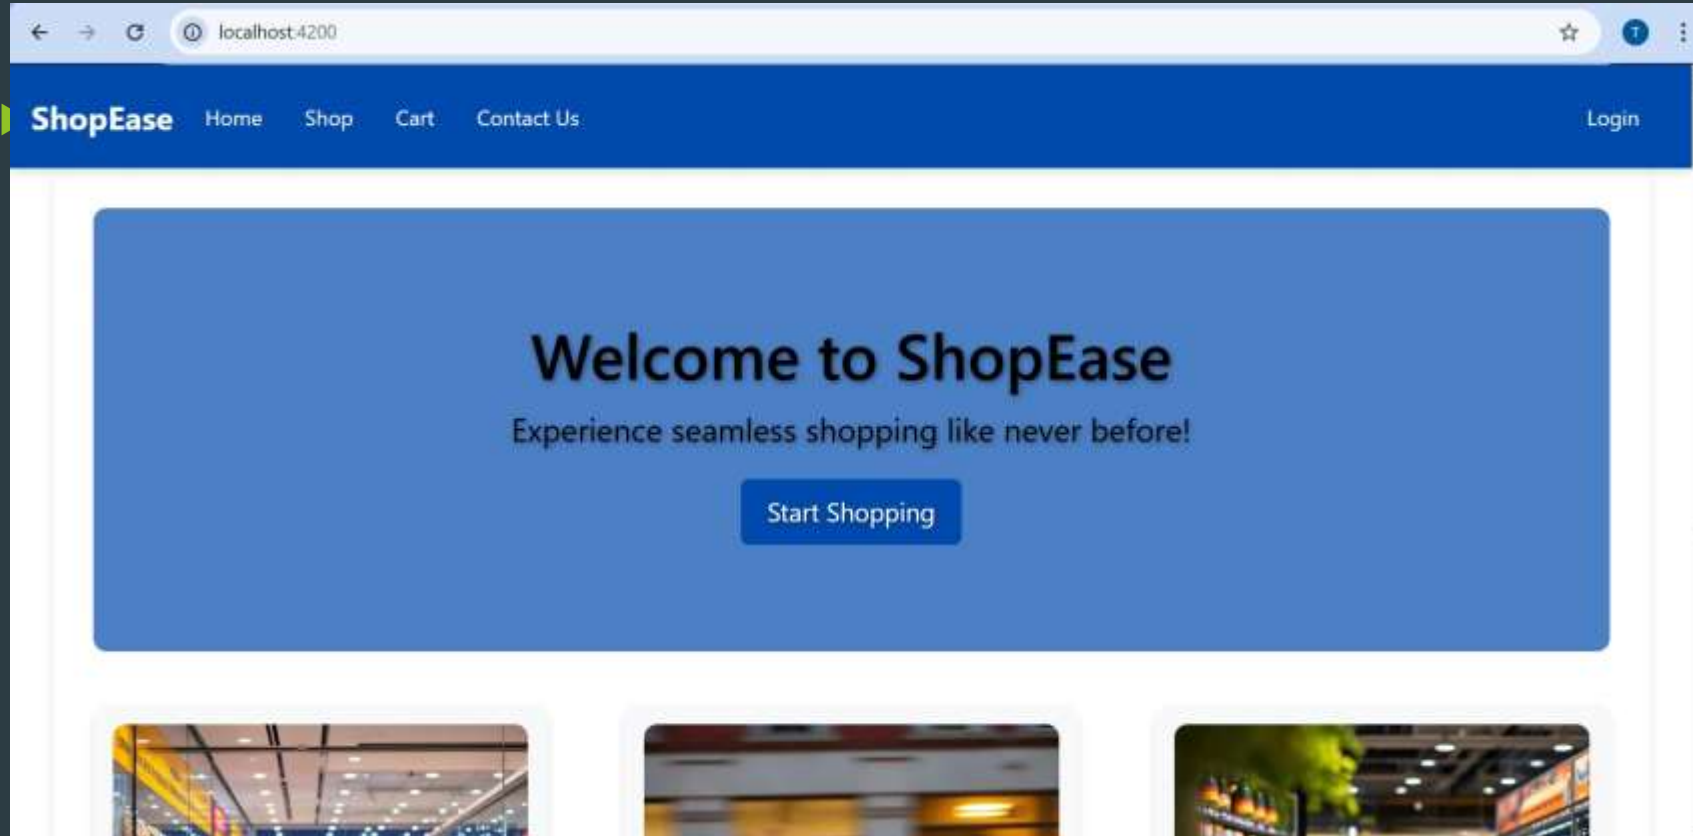 localhost:4200
T
ShopEase Home Shop Cart Contact Us Login
Welcome to ShopEase
Experience seamless shopping like never before!
Start Shopping